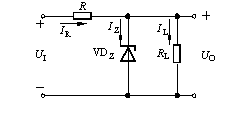 R
+
I_R
I_Z
I_L
+
U_I
VD_Z
R_L
U_O
−
−